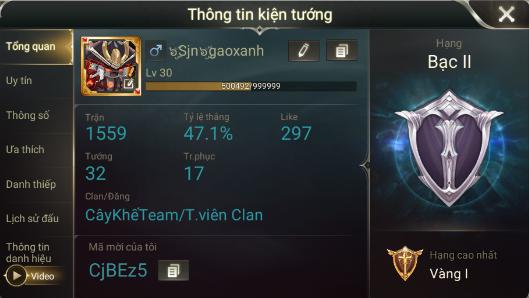 Thông tin kiện tướng
Tổng quan
Uy tín
Thông số
Ưa thích
Danh thiếp
Lịch sử đấu
Thông tin
danh hiệu
Video
ঔSjnঔgaoxanh
Lv 30
500492/999999
Trận
1559
Tỷ lệ thắng
47.1%
Like
297
Tướng
32
Tr.phục
17
Clan/Đẳng
CâyKhếTeam/T.viên Clan
Mã mời của tôi
CjBEz5
Hạng
Bạc II
Hạng cao nhất
Vàng I